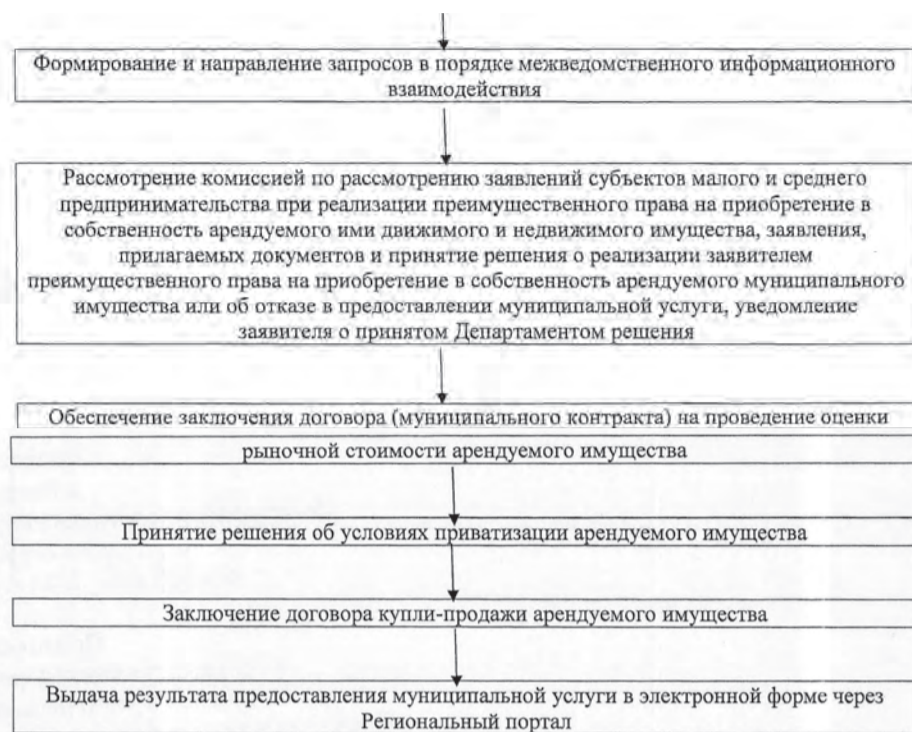 Формирование и направление запросов в порядке межведомственного информационного
взаимодействия
Рассмотрение комиссией по рассмотрению заявлений субъектов малого и среднего
предпринимательства при реализации преимущественного права на приобретение в
собственность арендуемого ими движимого и недвижимого имущества, заявления,
прилагаемых документов и принятие решения о реализации заявителем
преимущественного права на приобретение в собственность арендуемого муниципального
имущества или об отказе в предоставлении муниципальной услуги, уведомление
заявителя о принятом Департаментом решения
Обеспечение заключения договора (муниципального контракта) на проведение оценки
рыночной стоимости арендуемого имущества
Принятие решения об условиях приватизации арендуемого имущества
Заключение договора купли-продажи арендуемого имущества
Выдача результата предоставления муниципальной услуги в электронной форме через
Региональный портал